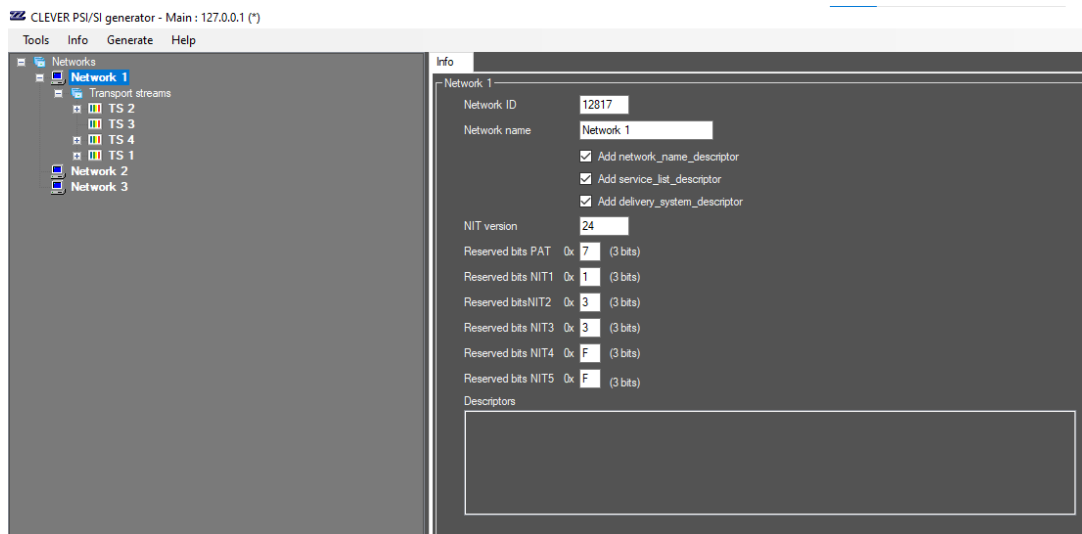 CLEVER PSI/SI generator - Main : 127.0.0.1 (*)
Tools Info Generate Help
Networks
Network 1
Transport streams
TS 2
TS 3
TS 4
TS 1
Network 2
Network 3
Info
Network 1
Network ID 12817
Network name Network 1
Add network_name_descriptor
Add service_list_descriptor
Add delivery_system_descriptor
NIT version 24
Reserved bits PAT 0x 7 (3 bits)
Reserved bits NIT1 0x 1 (3 bits)
Reserved bitsNIT2 0x 3 (3 bits)
Reserved bits NIT3 0x 3 (3 bits)
Reserved bits NIT4 0x F (3 bits)
Reserved bits NIT5 0x F (3 bits)
Descriptors